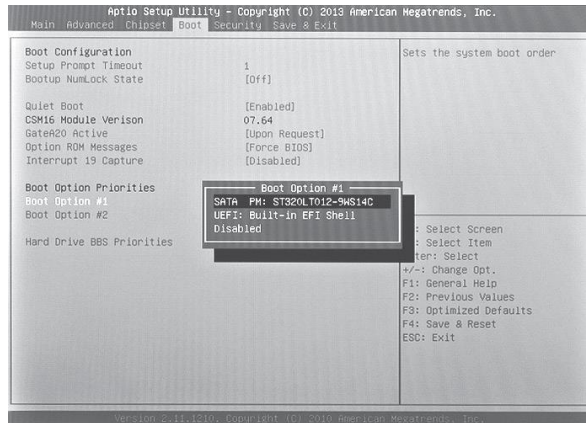 Aptio Setup Utility - Copyright (C) 2013 American Megatrends, Inc.
Main Advanced Chipset Boot Security Save & Exit
Boot Configuration
Setup Prompt Timeout 1
Bootup NumLock State [Off]
Quiet Boot [Enabled]
CSM16 Module Verison 07.64
GateA20 Active [Upon Request]
Option ROM Messages [Force BIOS]
Interrupt 19 Capture [Disabled]
Boot Option Priorities
Boot Option #1
Boot Option #2
Hard Drive BBS Priorities
Boot Option #1
SATA PM: ST320LT012-9WS14C
UEFI: Built-in EFI Shell
Disabled
Sets the system boot order
: Select Screen
: Select Item
ter: Select
+/-: Change Opt.
F1: General Help
F2: Previous Values
F3: Optimized Defaults
F4: Save & Reset
ESC: Exit
Version 2.11.1210. Copyright (C) 2010 American Megatrends, Inc.